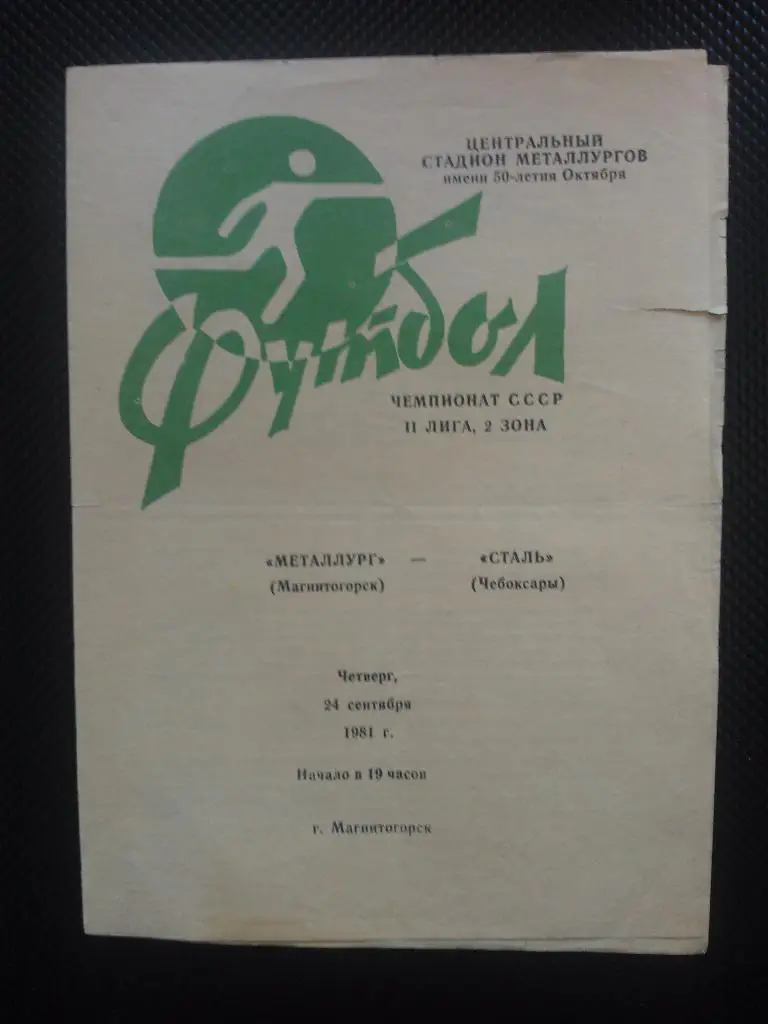 ЦЕНТРАЛЬНЫЙ
СТАДИОН МЕТАЛЛУРГОВ
имени 50-летия Октября
Футбол
ЧЕМПИОНАТ СССР
II ЛИГА, 2 ЗОНА
«МЕТАЛЛУРГ» — «СТАЛЬ»
(Магнитогорск) (Чебоксары)
Четверг,
24 сентября
1981 г.
Начало в 19 часов
г. Магнитогорск